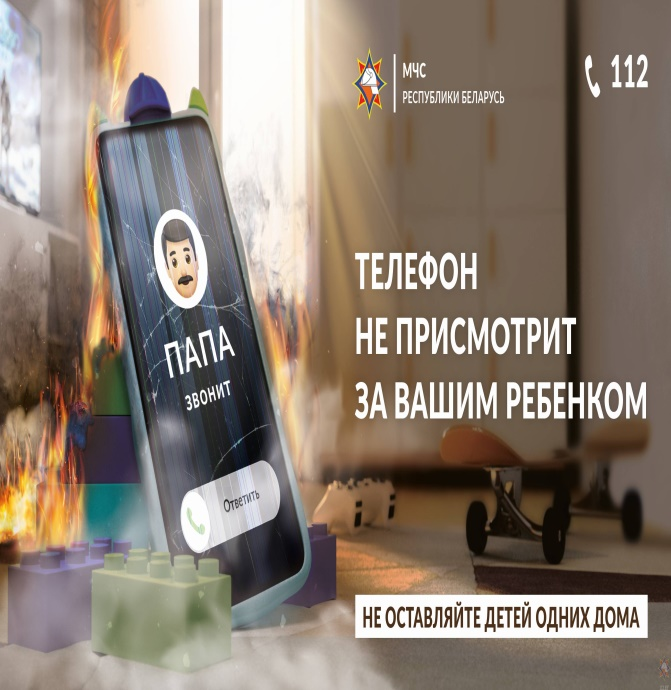 МЧС
РЕСПУБЛИКИ БЕЛАРУСЬ
112
ПАПА
ЗВОНИТ
Ответить
ТЕЛЕФОН
НЕ ПРИСМОТРИТ
ЗА ВАШИМ РЕБЕНКОМ
НЕ ОСТАВЛЯЙТЕ ДЕТЕЙ ОДНИХ ДОМА